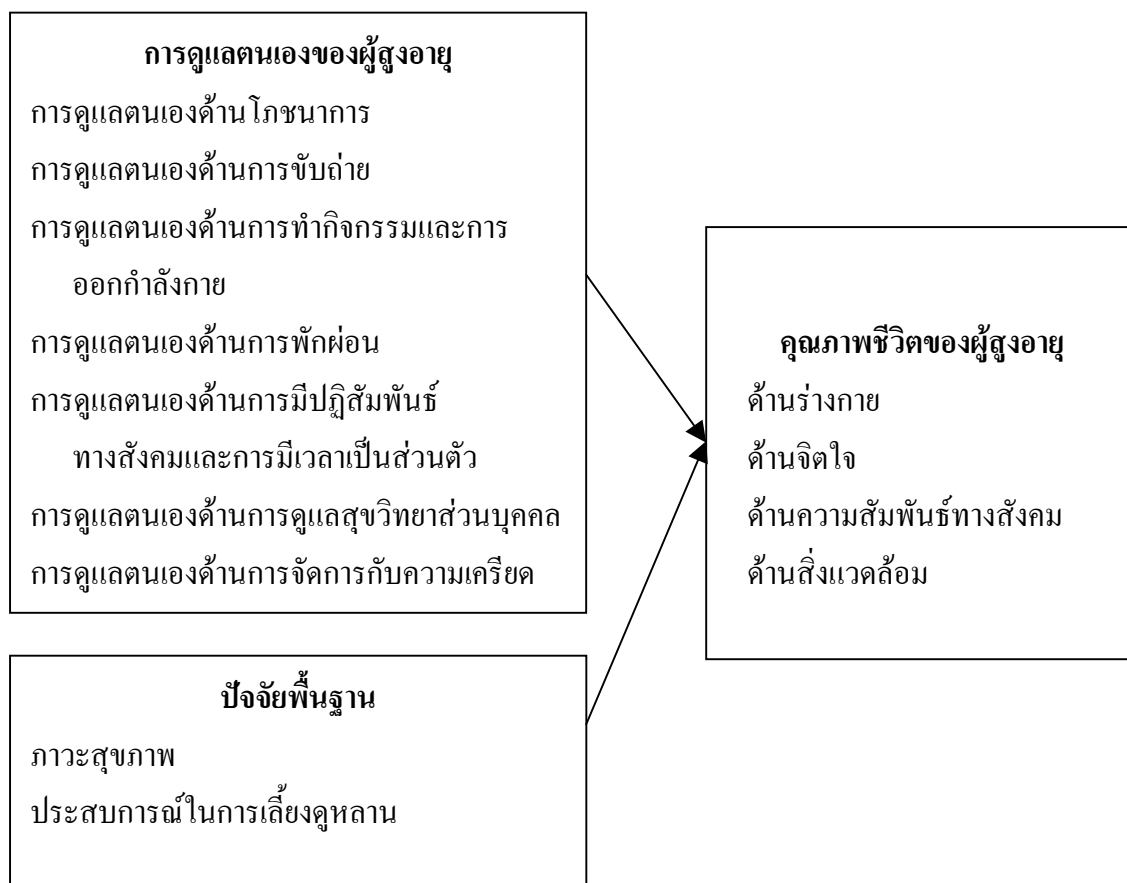 การดูแลตนเองของผู้สูงอายุ
การดูแลตนเองด้านโภชนาการ
การดูแลตนเองด้านการขับถ่าย
การดูแลตนเองด้านการทำกิจกรรมและการ
ออกกำลังกาย
การดูแลตนเองด้านการพักผ่อน
การดูแลตนเองด้านการมีปฏิสัมพันธ์
ทางสังคมและการมีเวลาเป็นส่วนตัว
การดูแลตนเองด้านการดูแลสุขวิทยาส่วนบุคคล
การดูแลตนเองด้านการจัดการกับความเครียด
ปัจจัยพื้นฐาน
ภาวะสุขภาพ
ประสบการณ์ในการเลี้ยงดูหลาน
คุณภาพชีวิตของผู้สูงอายุ
ด้านร่างกาย
ด้านจิตใจ
ด้านความสัมพันธ์ทางสังคม
ด้านสิ่งแวดล้อม